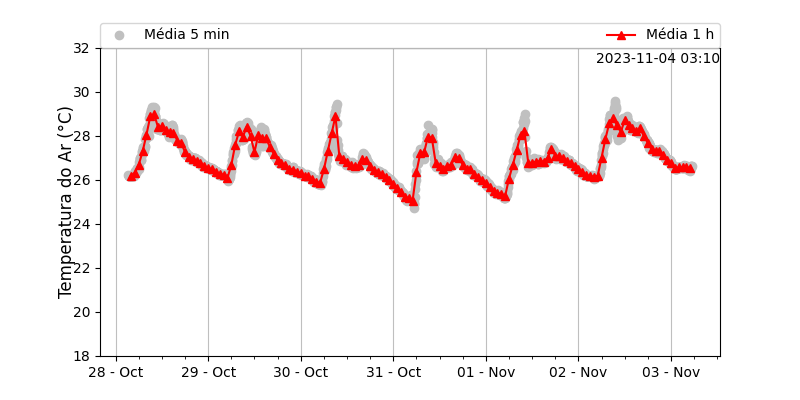 Média 5 min
Média 1 h
2023-11-04 03:10
Temperatura do Ar (°C)
32
30
28
26
24
22
20
18
28 - Oct
29 - Oct
30 - Oct
31 - Oct
01 - Nov
02 - Nov
03 - Nov